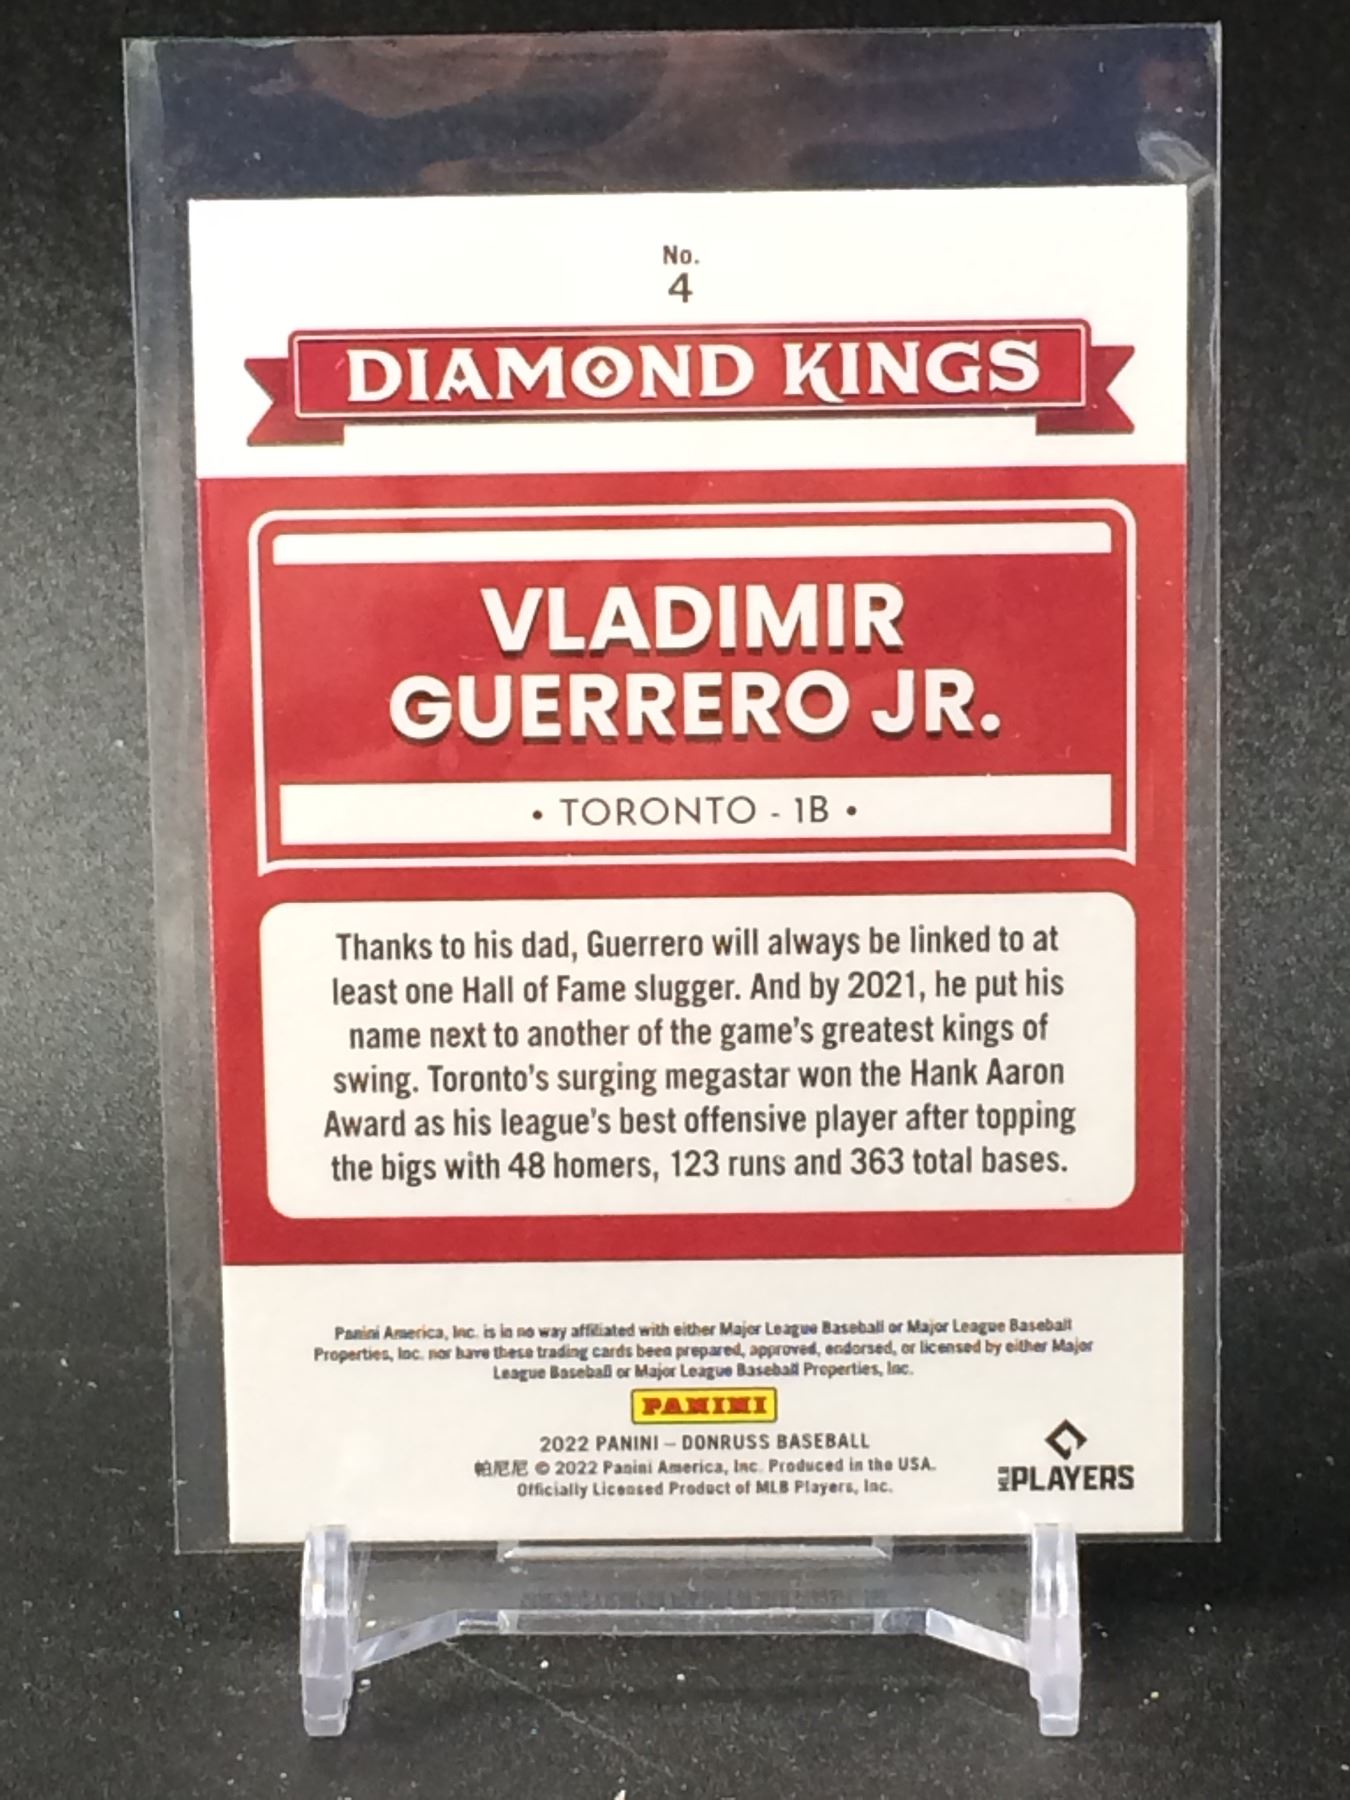 No.
4
DIAMOND KINGS
VLADIMIR
GUERRERO JR.
• TORONTO - 1B •
Thanks to his dad, Guerrero will always be linked to at
least one Hall of Fame slugger. And by 2021, he put his
name next to another of the game's greatest kings of
swing. Toronto's surging megastar won the Hank Aaron
Award as his league's best offensive player after topping
the bigs with 48 homers, 123 runs and 363 total bases.
Panini America, Inc. is in no way affiliated with either Major League Baseball or Major League Baseball
Properties, Inc. nor have these trading cards been prepared, approved, endorsed, or licensed by either Major
League Baseball or Major League Baseball Properties, Inc.
PANINI
2022 PANINI – DONRUSS BASEBALL
帕尼尼 © 2022 Panini America, Inc. Produced in the USA.
Officially Licensed Product of MLB Players, Inc.
MLB PLAYERS